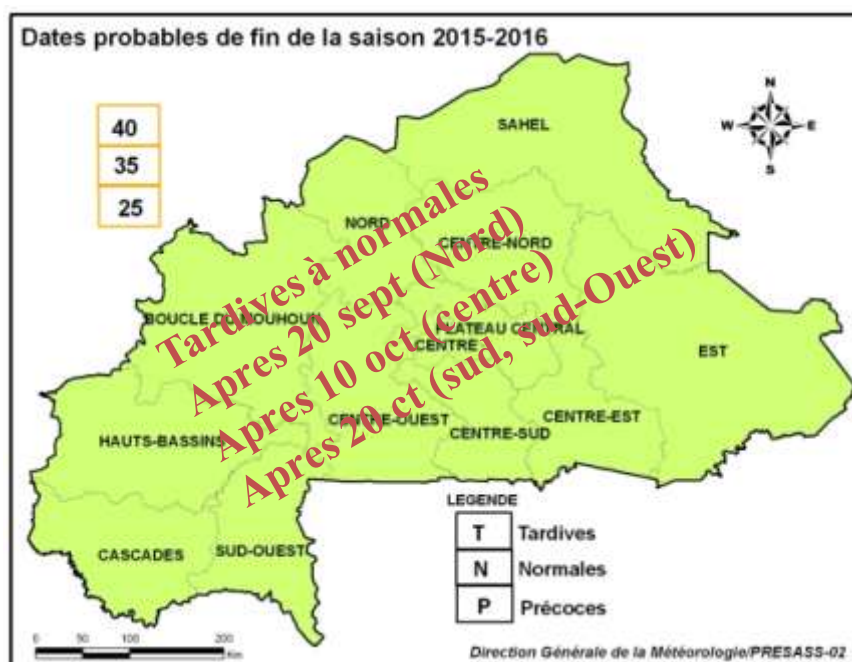 Dates probables de fin de la saison 2015-2016
40
35
25
N
W E
S
SAHEL
NORD
CENTRE-NORD
BOUCLE DU MOUHOUN
PLATEAU CENTRAL
CENTRE
EST
HAUTS-BASSINS
CENTRE-OUEST
CENTRE-SUD
CENTRE-EST
CASCADES
SUD-OUEST
Tardives à normales
Apres 20 sept (Nord)
Apres 10 oct (centre)
Apres 20 ct (sud, sud-Ouest)
LEGENDE
T Tardives
N Normales
P Précoces
0 50 100 200
Km
Direction Générale de la Météorologie/PRESASS-02